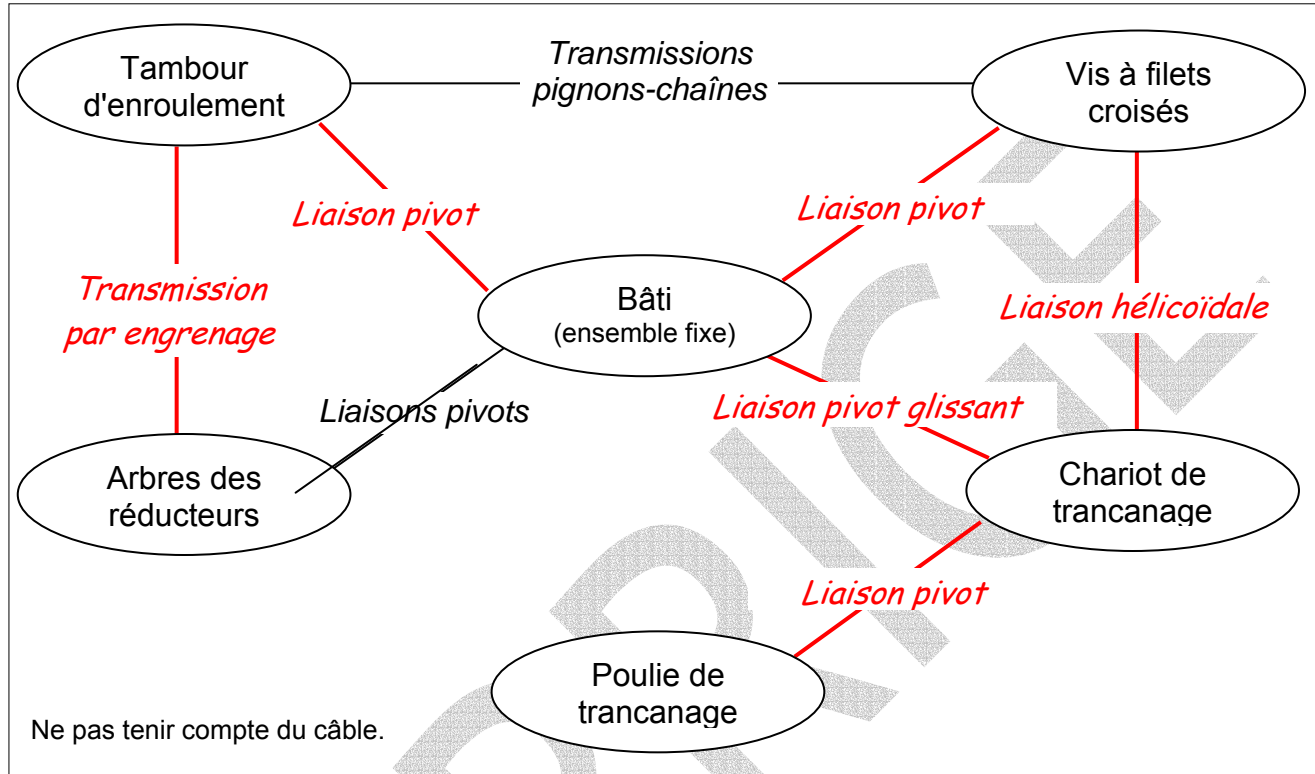 Tambour
d'enroulement
Transmissions
pignons-chaînes
Vis à filets
croisés
Liaison pivot
Liaison pivot
Transmission
par engrenage
Bâti
(ensemble fixe)
Liaison hélicoïdale
Liaisons pivots
Liaison pivot glissant
Arbres des
réducteurs
Chariot de
trancanage
Liaison pivot
Poulie de
trancanage
Ne pas tenir compte du câble.